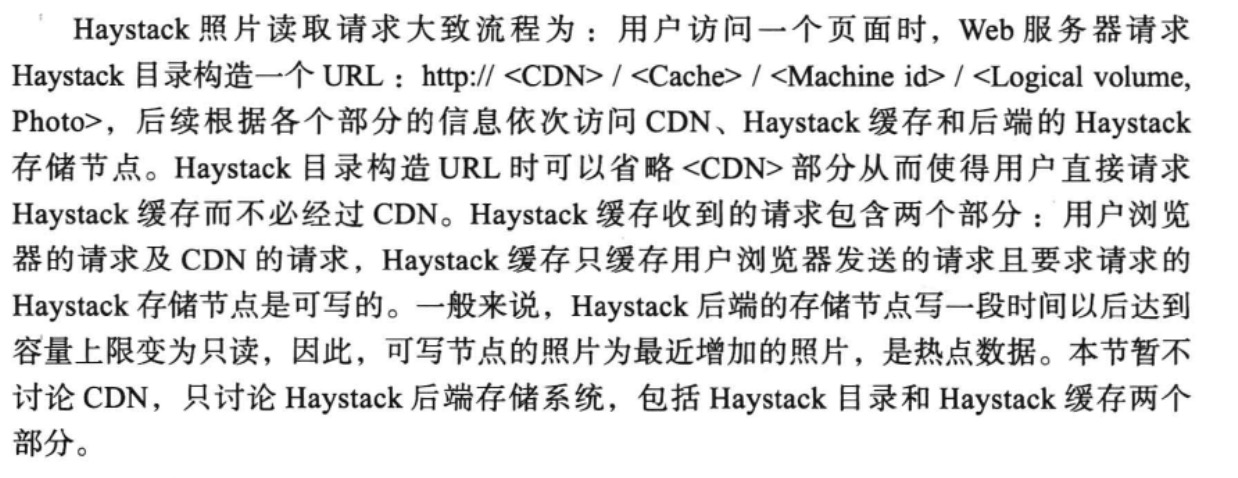 Haystack 照片读取请求大致流程为：用户访问一个页面时，Web 服务器请求
Haystack 目录构造一个 URL：http:// <CDN> / <Cache> / <Machine id> / <Logical volume,
Photo>，后续根据各个部分的信息依次访问 CDN、Haystack 缓存和后端的 Haystack
存储节点。Haystack 目录构造 URL 时可以省略 <CDN> 部分从而使得用户直接请求
Haystack 缓存而不必经过 CDN。Haystack 缓存收到的请求包含两个部分：用户浏览
器的请求及 CDN 的请求，Haystack 缓存只缓存用户浏览器发送的请求且要求请求的
Haystack 存储节点是可写的。一般来说，Haystack 后端的存储节点写一段时间以后达到
容量上限变为只读，因此，可写节点的照片为最近增加的照片，是热点数据。本节暂不
讨论 CDN，只讨论 Haystack 后端存储系统，包括 Haystack 目录和 Haystack 缓存两个
部分。